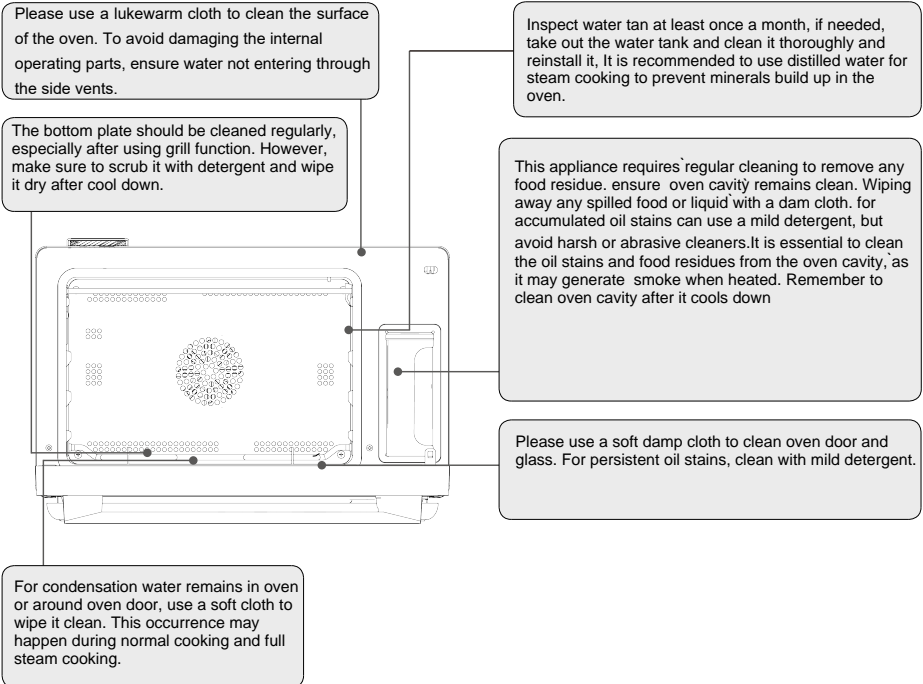 Please use a lukewarm cloth to clean the surface
of the oven. To avoid damaging the internal
operating parts, ensure water not entering through
the side vents.
The bottom plate should be cleaned regularly,
especially after using grill function. However,
make sure to scrub it with detergent and wipe
it dry after cool down.
Inspect water tan at least once a month, if needed,
take out the water tank and clean it thoroughly and
reinstall it, It is recommended to use distilled water for
steam cooking to prevent minerals build up in the
oven.
This appliance requires`regular cleaning to remove any
food residue. ensure oven cavity` remains clean. Wiping
away any spilled food or liquid`with a dam cloth. for
accumulated oil stains can use a mild detergent, but
avoid harsh or abrasive cleaners.It is essential to clean
the oil stains and food residues from the oven cavity,`as
it may generate smoke when heated. Remember to
clean oven cavity after it cools down
Please use a soft damp cloth to clean oven door and
glass. For persistent oil stains, clean with mild detergent.
For condensation water remains in oven
or around oven door, use a soft cloth to
wipe it clean. This occurrence may
happen during normal cooking and full
steam cooking.